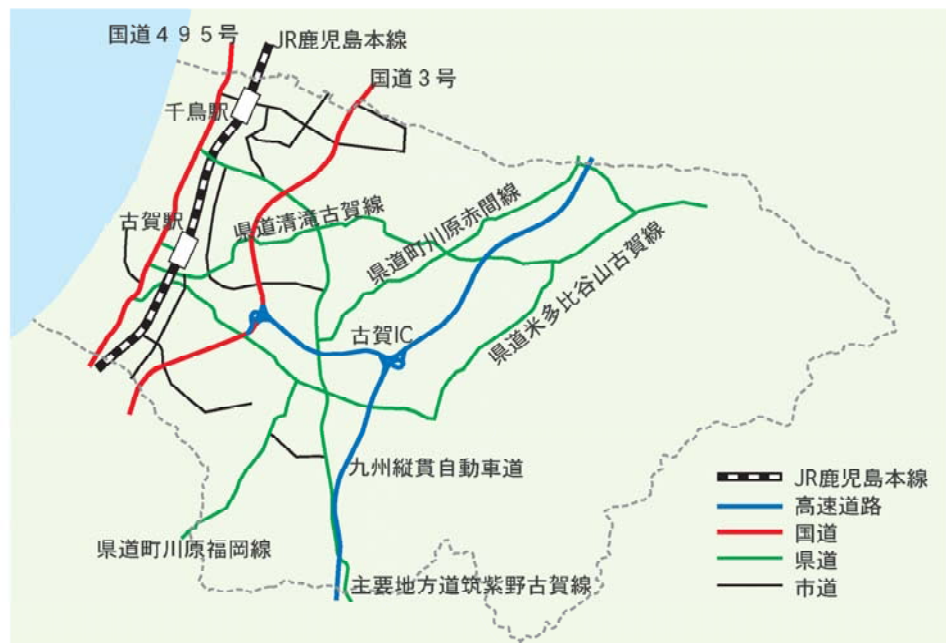 国道４９５号
JR鹿児島本線
国道３号
千鳥駅
古賀駅
県道清滝古賀線
県道町川原赤間線
県道米多比谷山古賀線
古賀IC
九州縦貫自動車道
県道町川原福岡線
主要地方道筑紫野古賀線
JR鹿児島本線
高速道路
国道
県道
市道